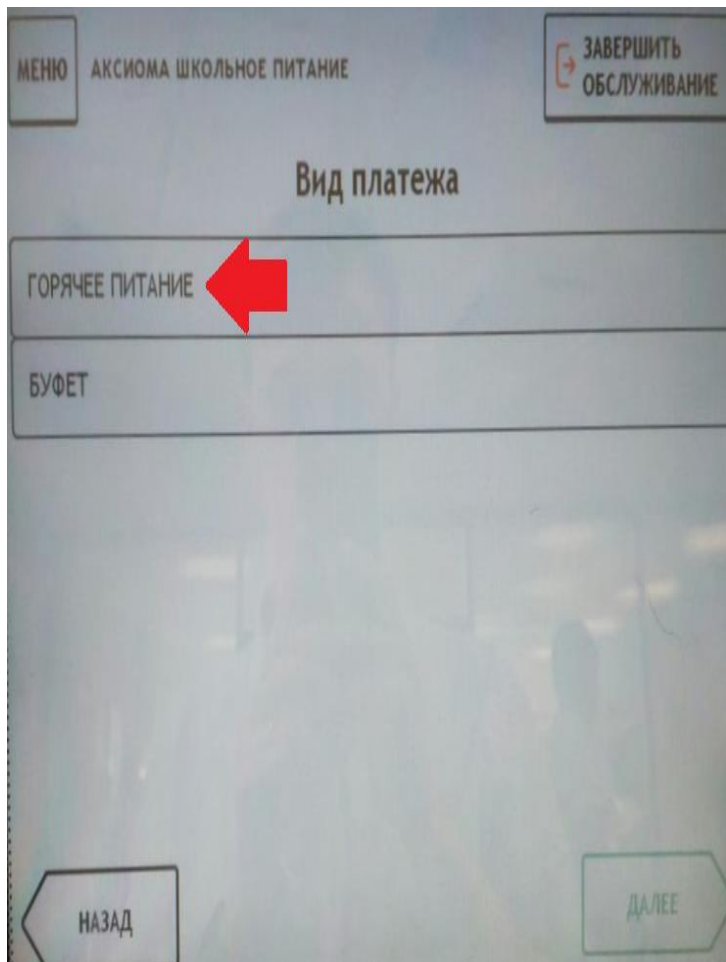 МЕНЮ
АКСИОМА ШКОЛЬНОЕ ПИТАНИЕ
ЗАВЕРШИТЬ
ОБСЛУЖИВАНИЕ
Вид платежа
ГОРЯЧЕЕ ПИТАНИЕ
БУФЕТ
НАЗАД
ДАЛЕЕ